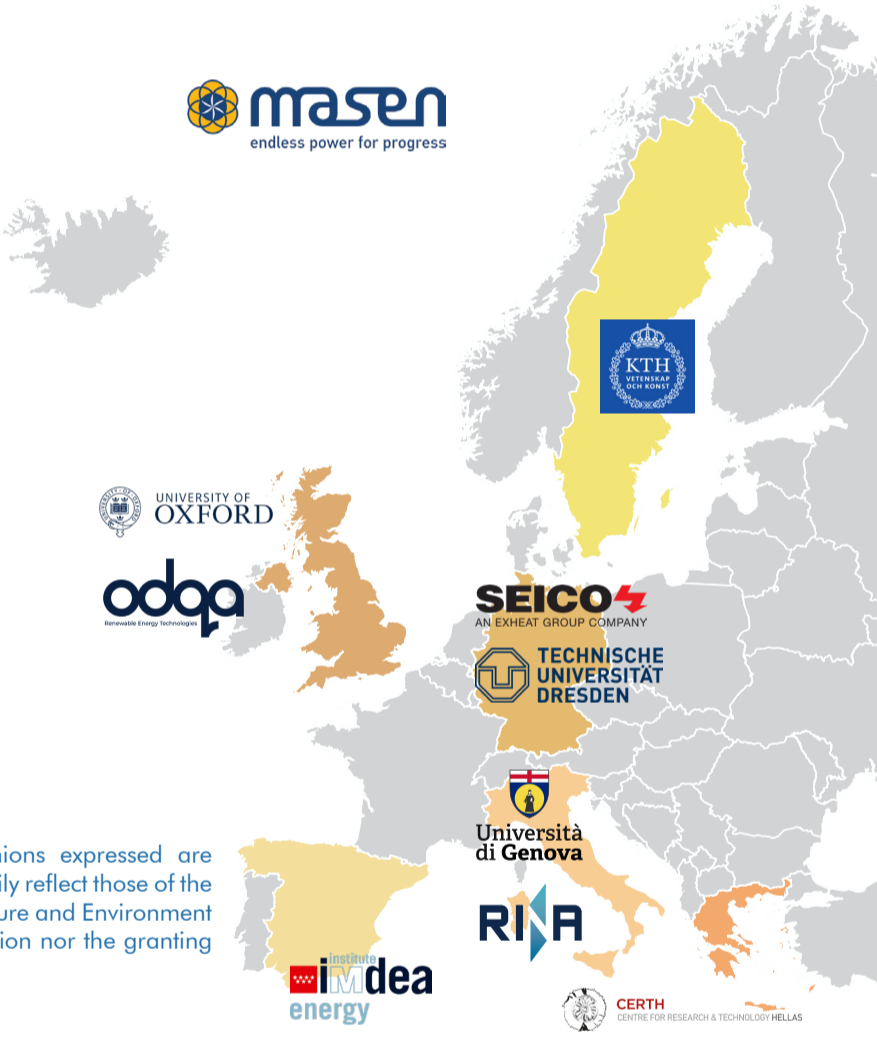 masen
endless power for progress
KTH
VETENSKAP
OCH KONST
UNIVERSITY OF
OXFORD
odqa
Renewable Energy Technologies
SEICO
AN EXHEAT GROUP COMPANY
TECHNISCHE
UNIVERSITÄT
DRESDEN
Università
di Genova
nions expressed are
ily reflect those of the
ure and Environment
tion nor the granting
RINA
institute
iMdea
energy
CERTH
CENTRE FOR RESEARCH & TECHNOLOGY HELLAS